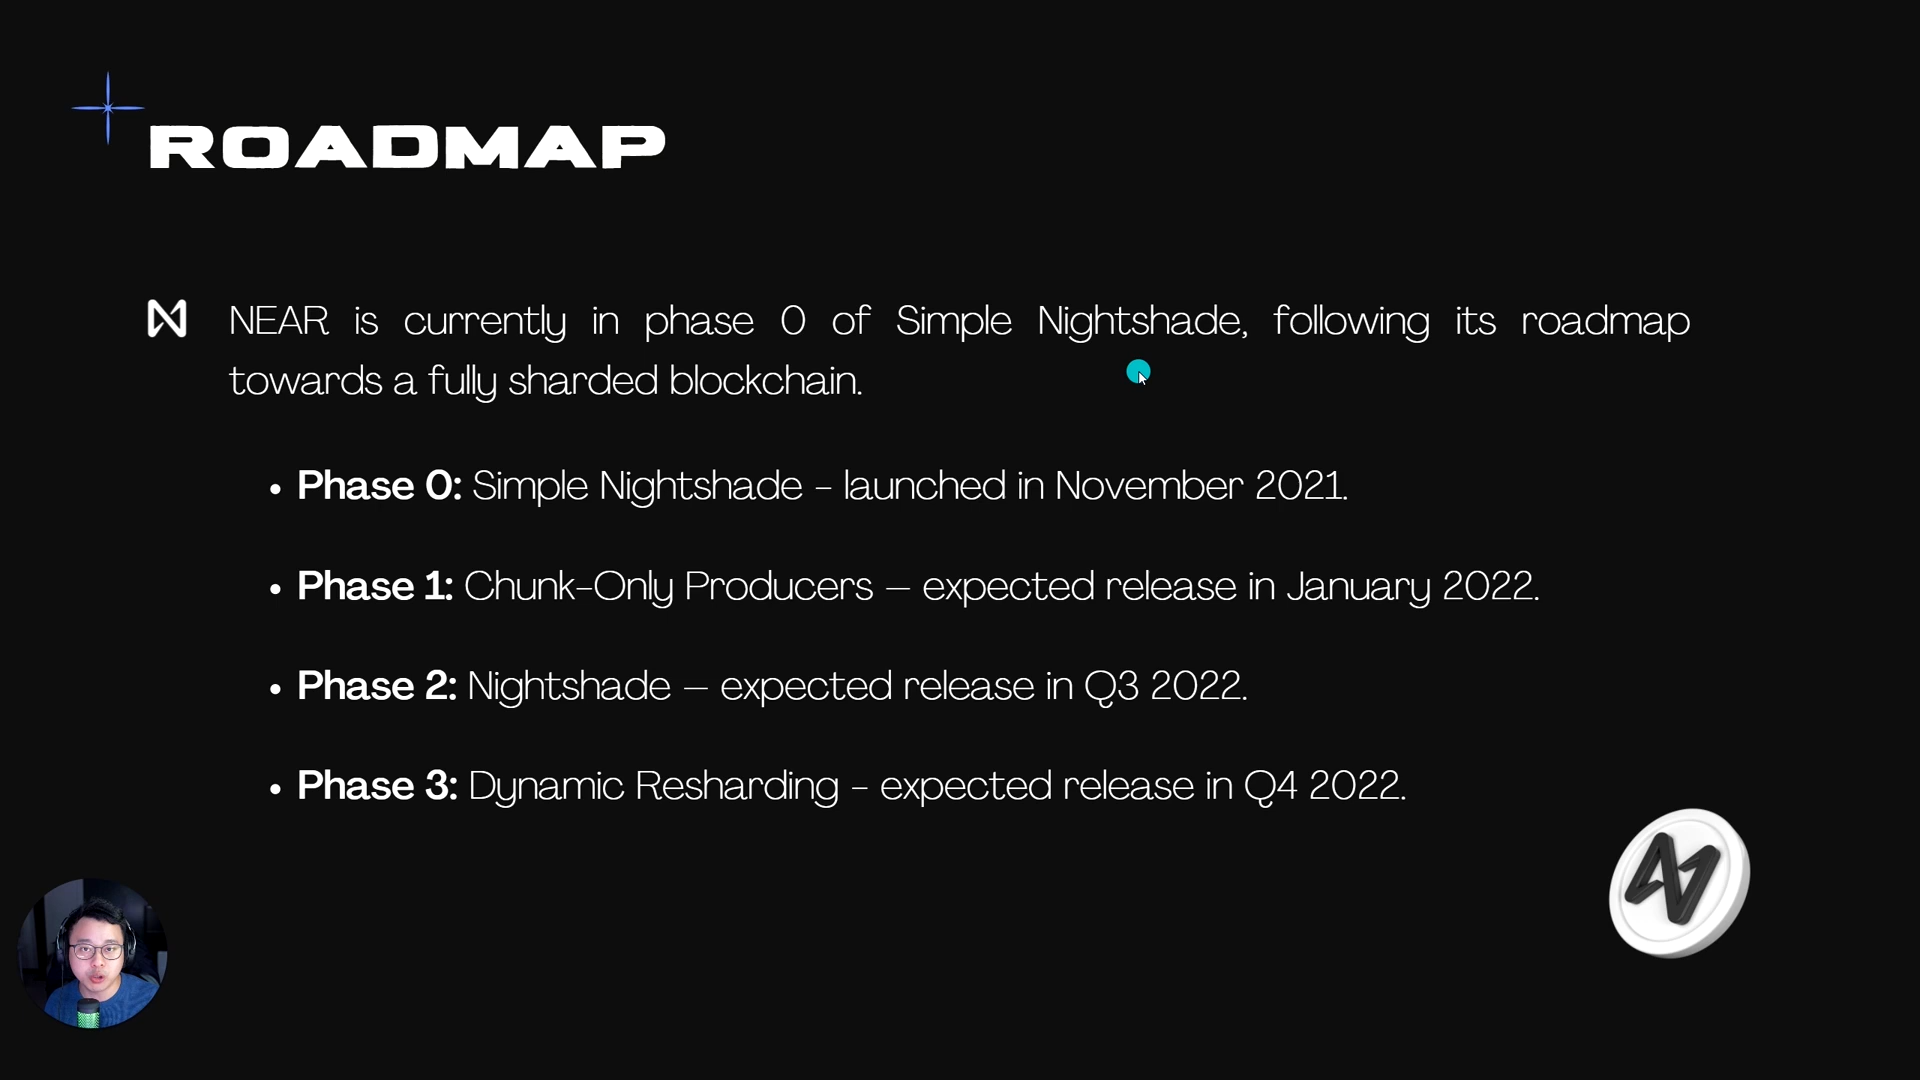 ROADMAP
NEAR is currently in phase 0 of Simple Nightshade, following its roadmap
towards a fully sharded blockchain.
• Phase 0: Simple Nightshade - launched in November 2021.
• Phase 1: Chunk-Only Producers — expected release in January 2022.
• Phase 2: Nightshade — expected release in Q3 2022.
• Phase 3: Dynamic Resharding - expected release in Q4 2022.